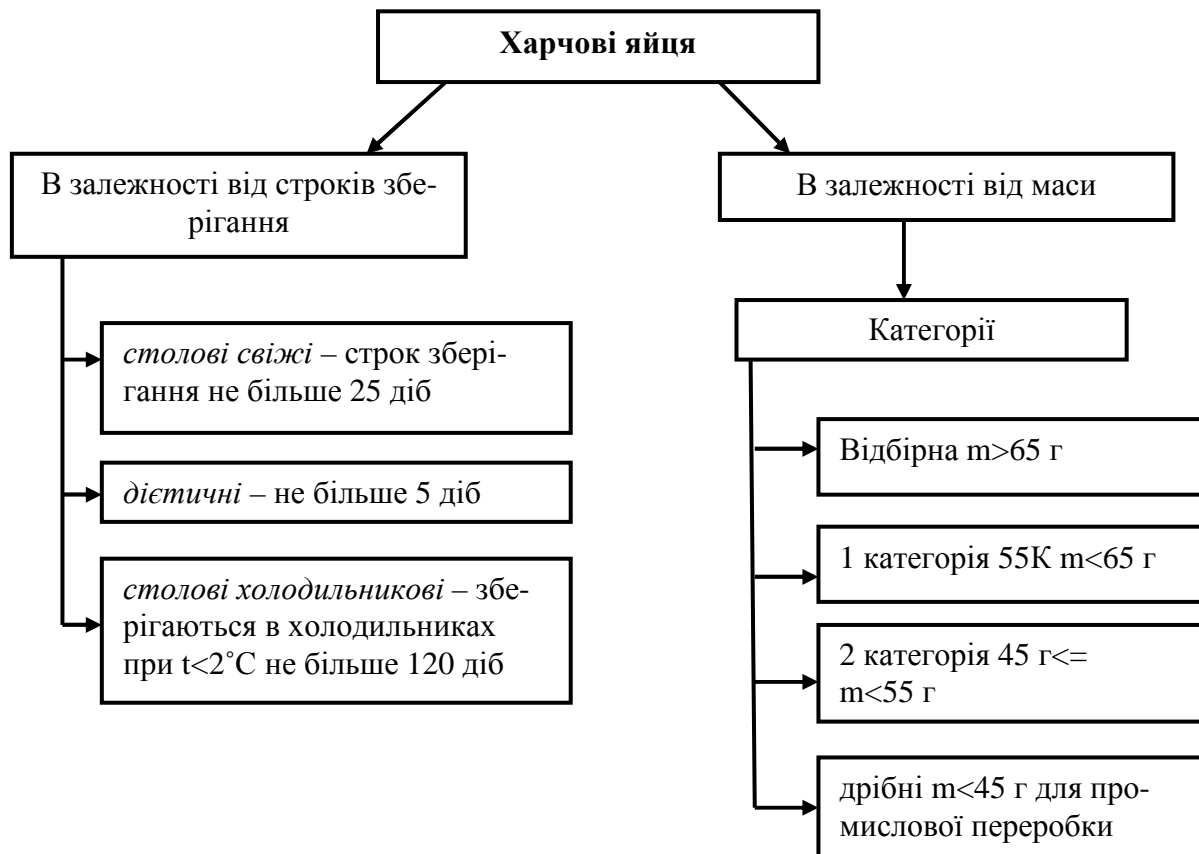 Харчові яйця
В залежності від строків збе-
рігання
столові свіжі – строк збері-
гання не більше 25 діб
дієтичні – не більше 5 діб
столові холодильникові – збе-
рігаються в холодильниках
при t<2˚С не більше 120 діб
В залежності від маси
Категорії
Відбірна m>65 г
1 категорія 55К m<65 г
2 категорія 45 г<=
m<55 г
дрібні m<45 г для про-
мислової переробки